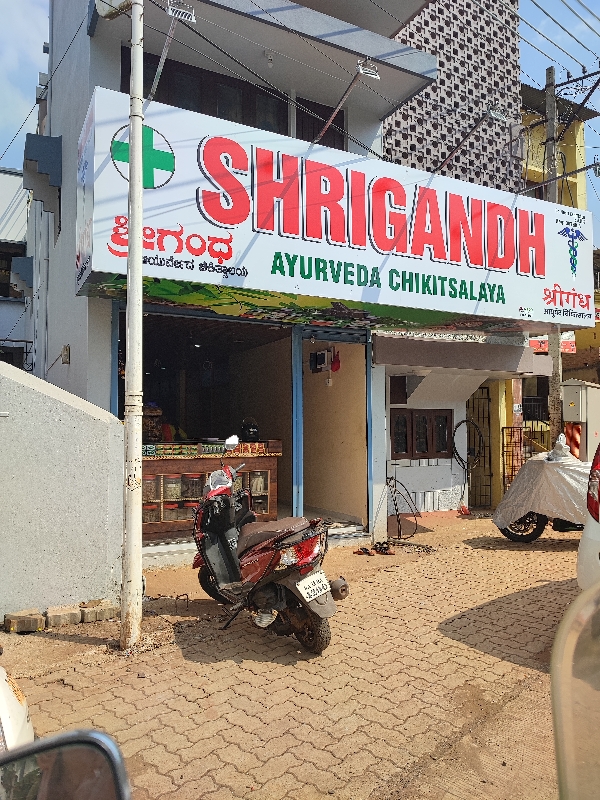 SHRIGANDH
AYURVEDA CHIKITSALAYA
ಶ್ರೀಗಂಧ
ಆಯುರ್ವೇದ ಚಿಕಿತ್ಸಾಲಯ
श्रीगंध
आयुर्वेद चिकित्सालय